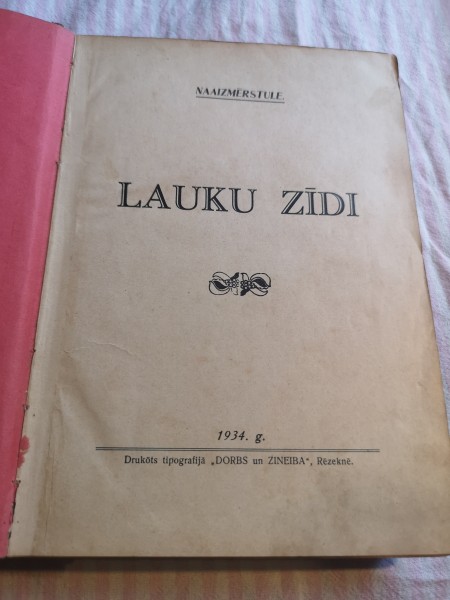 NAAIZMĒRSTULE.
LAUKU ZĪDI
1934. g.
Drukōts tipografijā „DORBS un ZINEIBA“, Rēzeknē.